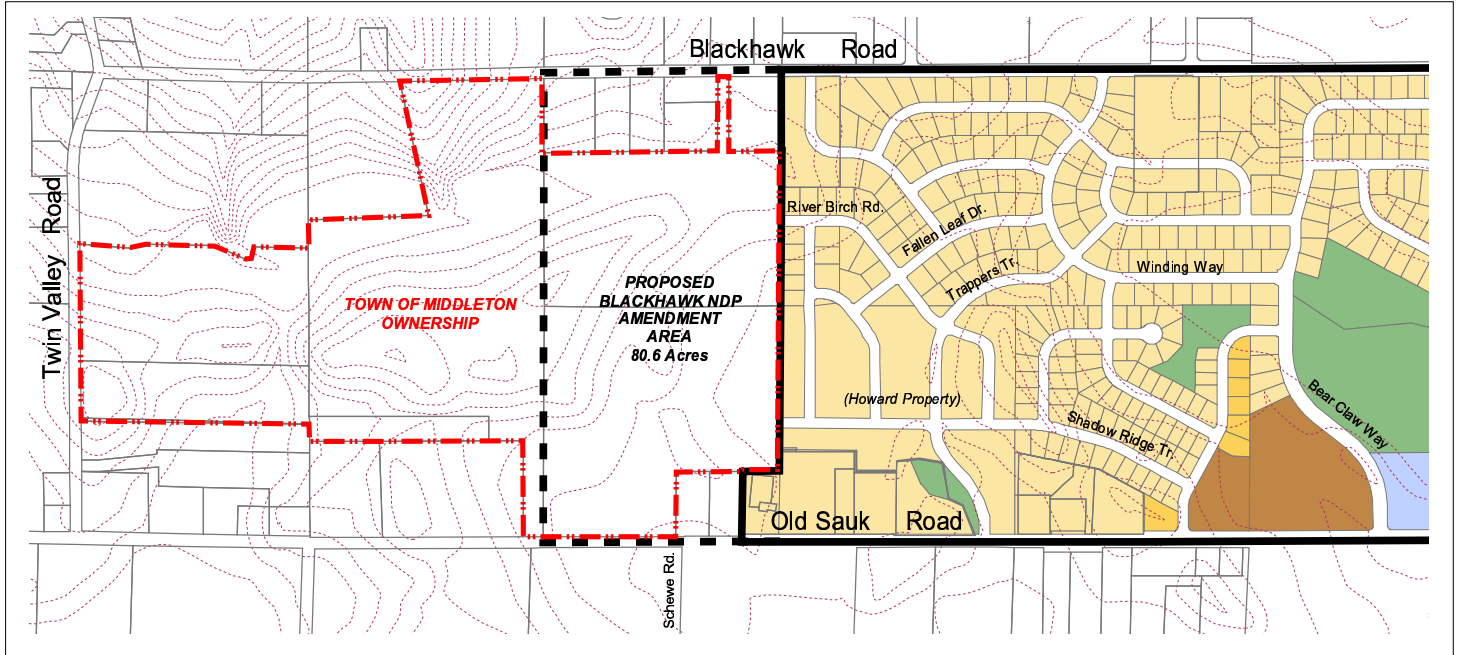 Blackhawk Road
Twin Valley Road
River Birch Rd.
Fallen Leaf Dr.
Trappers Tr.
Winding Way
TOWN OF MIDDLETON
OWNERSHIP
PROPOSED
BLACKHAWK NDP
AMENDMENT
AREA
80.6 Acres
(Howard Property)
Shadow Ridge Tr.
Bear Claw Way
Old Sauk Road
Schewe Rd.